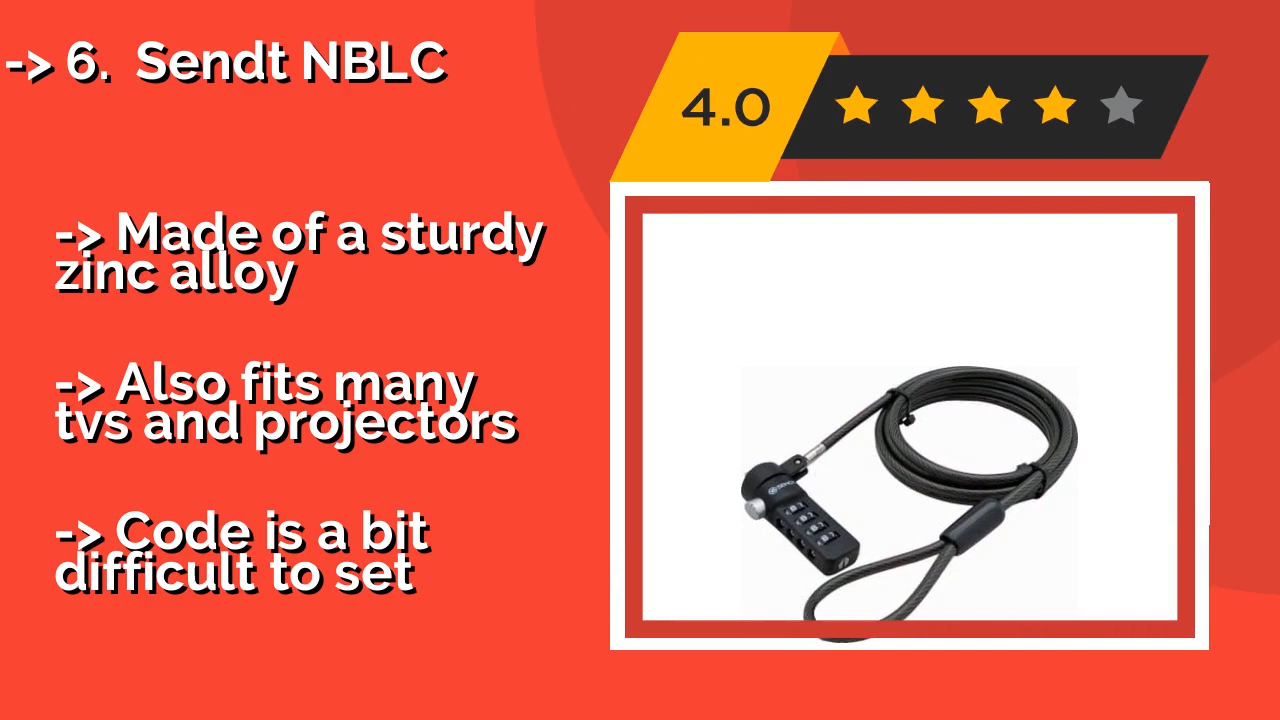 -> 6. Sendt NBLC
4.0
-> Made of a sturdy
zinc alloy
-> Also fits many
tvs and projectors
-> Code is a bit
difficult to set